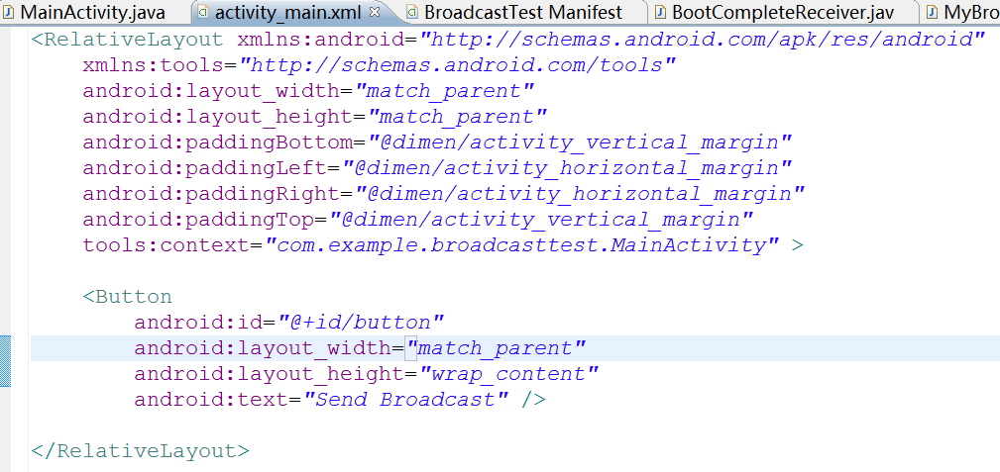 MainActivity.java activity_main.xml BroadcastTest Manifest BootCompleteReceiver.jav MyBro
<RelativeLayout xmlns:android="http://schemas.android.com/apk/res/android"
    xmlns:tools="http://schemas.android.com/tools"
    android:layout_width="match_parent"
    android:layout_height="match_parent"
    android:paddingBottom="@dimen/activity_vertical_margin"
    android:paddingLeft="@dimen/activity_horizontal_margin"
    android:paddingRight="@dimen/activity_horizontal_margin"
    android:paddingTop="@dimen/activity_vertical_margin"
    tools:context="com.example.broadcasttest.MainActivity" >
    <Button
        android:id="@+id/button"
        android:layout_width="match_parent"
        android:layout_height="wrap_content"
        android:text="Send Broadcast" />
</RelativeLayout>